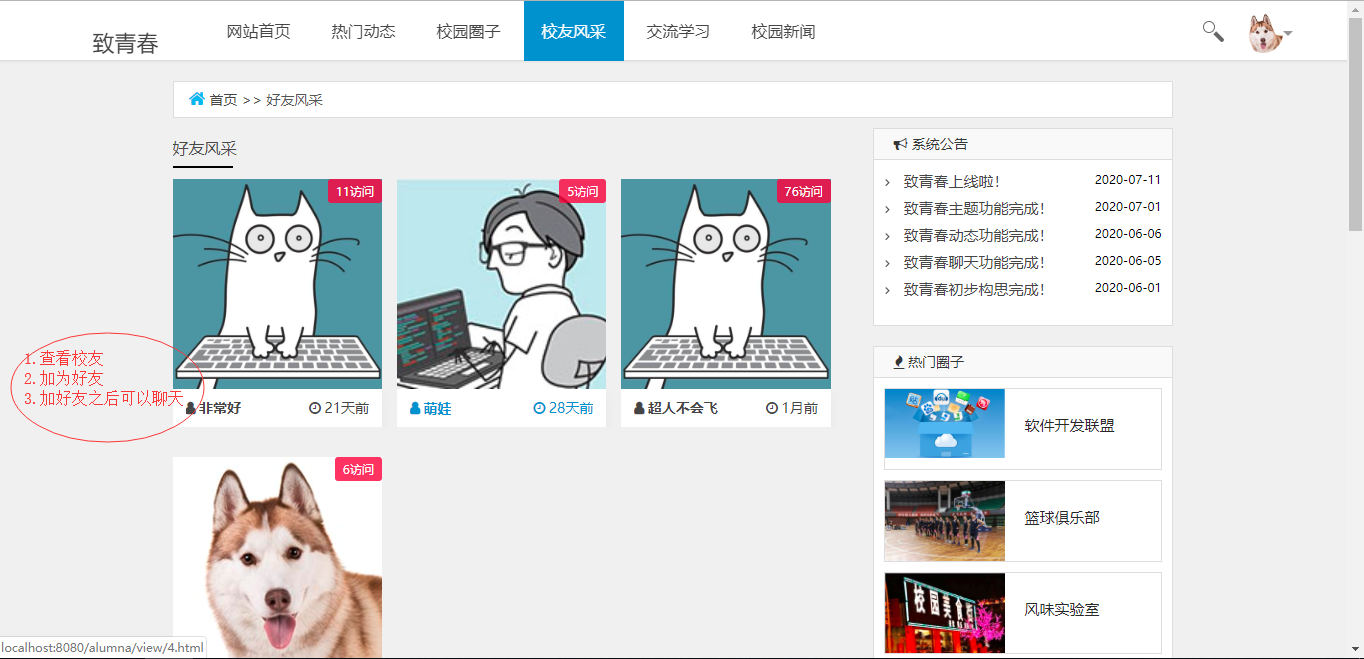 致青春
网站首页
热门动态
校园圈子
校友风采
交流学习
校园新闻
首页 >> 好友风采
好友风采
11访问
5访问
76访问
1.查看校友
2.加为好友
3.加好友之后可以聊天
非常好
21天前
萌娃
28天前
超人不会飞
1月前
6访问
系统公告
致青春上线啦! 2020-07-11
致青春主题功能完成! 2020-07-01
致青春动态功能完成! 2020-06-06
致青春聊天功能完成! 2020-06-05
致青春初步构思完成! 2020-06-01
热门圈子
软件开发联盟
篮球俱乐部
校园美食街
风味实验室
localhost:8080/alumna/view/4.html